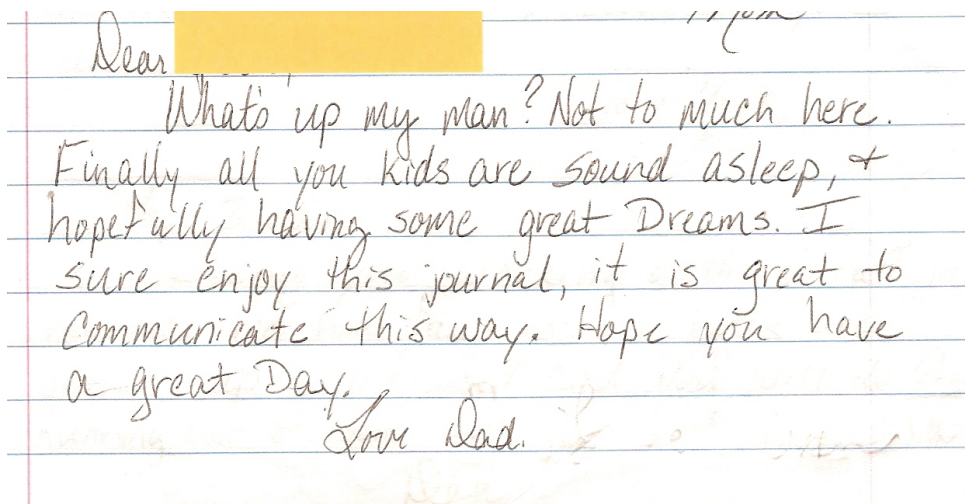 Mom
Dear
What's up my man? Not to much here.
Finally all you kids are sound asleep, +
hopefully having some great Dreams. I
sure enjoy this journal, it is great to
Communicate this way. Hope you have
a great Day.
Love Dad.